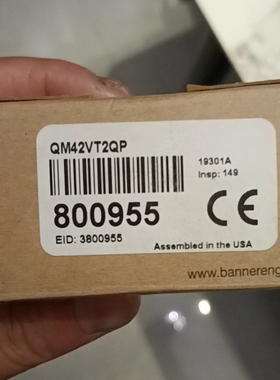 QM42VT2QP
19301A
Insp: 149
800955
CE
EID: 3800955
Assembled in the USA
www.bannereng